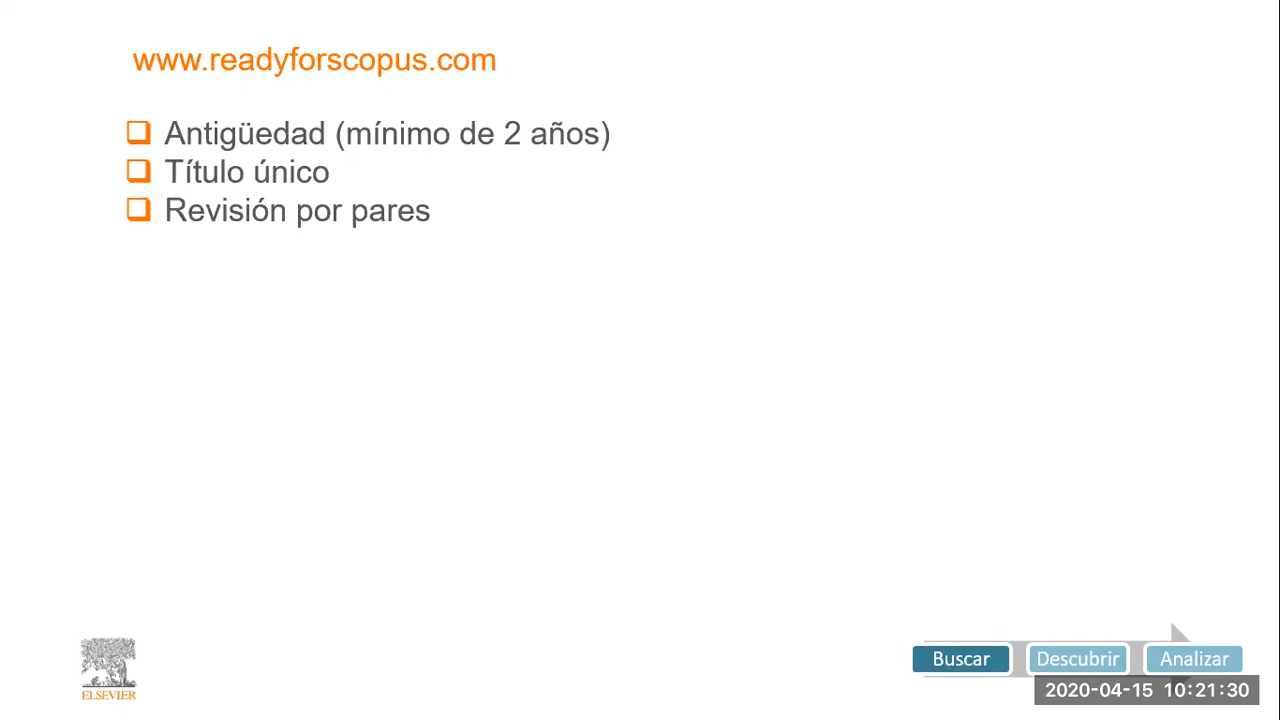 www.readyforscopus.com
Antigüedad (mínimo de 2 años)
Título único
Revisión por pares
ELSEVIER
Buscar
Descubrir
Analizar
2020-04-15 10:21:30